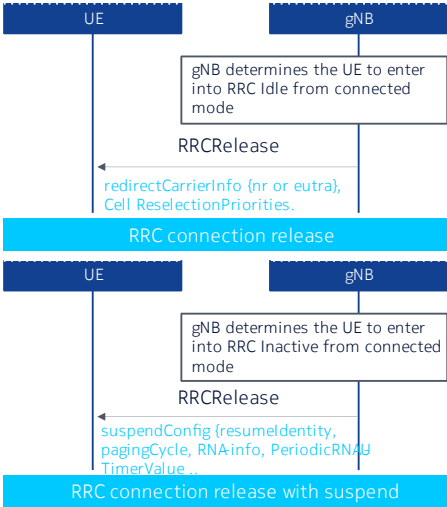 UE
gNB
gNB determines the UE to enter
into RRC Idle from connected
mode
RRCRelease
redirectCarrierInfo {nr or eutra},
Cell ReselectionPriorities.
RRC connection release
UE
gNB
gNB determines the UE to enter
into RRC Inactive from connected
mode
RRCRelease
suspendConfig {resumeIdentity,
pagingCycle, RNA-info, PeriodicRNAU-
TimerValue ..
RRC connection release with suspend